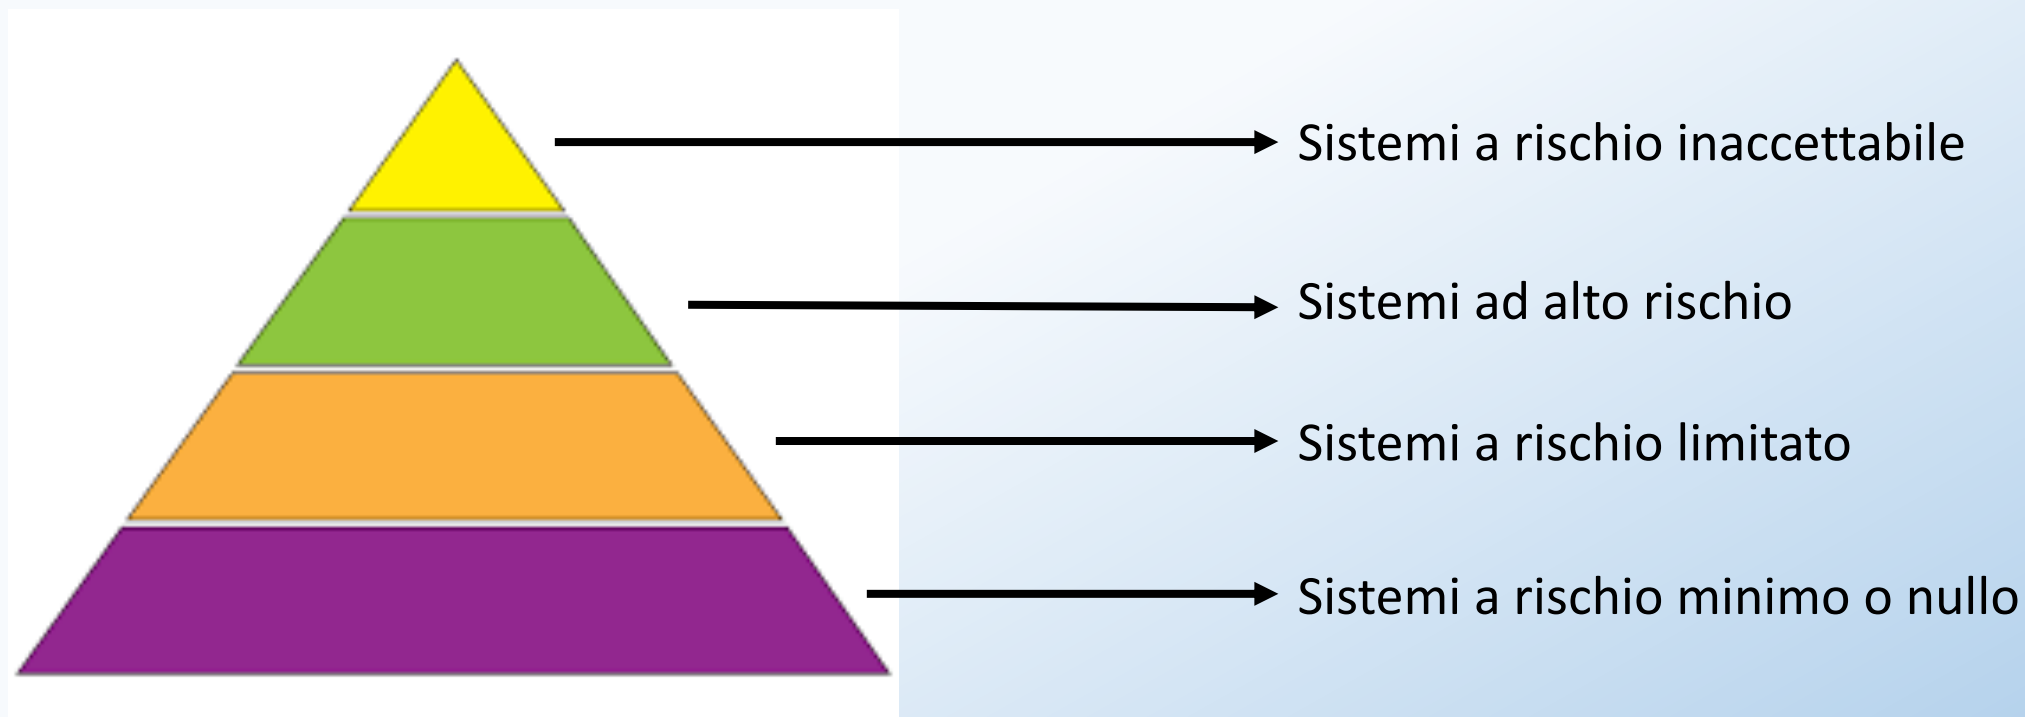 Sistemi a rischio inaccettabile
Sistemi ad alto rischio
Sistemi a rischio limitato
Sistemi a rischio minimo o nullo